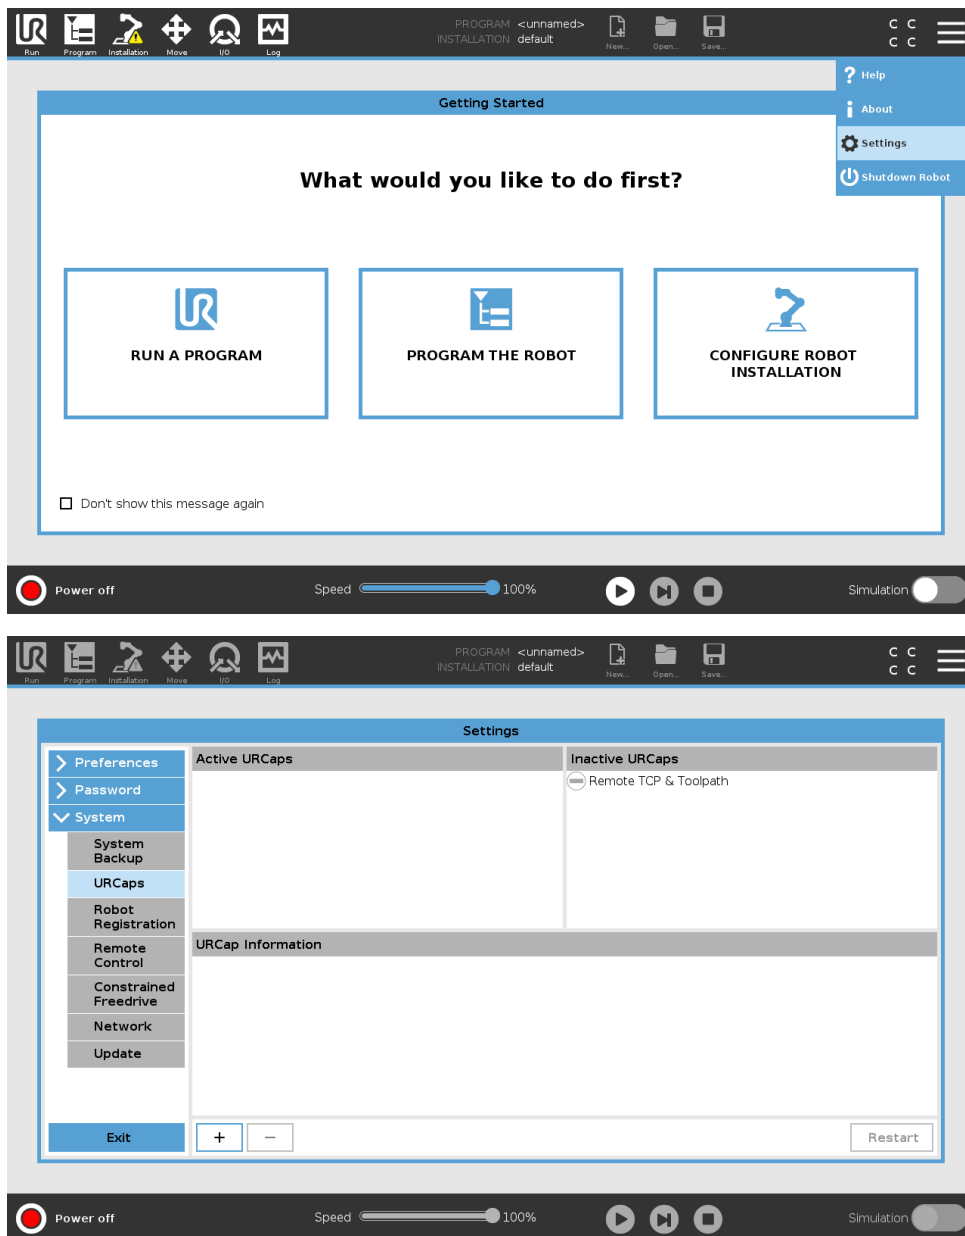 Run
Program
Installation
Move
I/O
Log
PROGRAM <unnamed>
INSTALLATION default
New...
Open...
Save...
C C
C C
Help
About
Settings
Shutdown Robot
Getting Started
What would you like to do first?
RUN A PROGRAM
PROGRAM THE ROBOT
CONFIGURE ROBOT
INSTALLATION
Don't show this message again
Power off
Speed
100%
Simulation
Run
Program
Installation
Move
I/O
Log
PROGRAM <unnamed>
INSTALLATION default
New...
Open...
Save...
C C
C C
Settings
Preferences
Password
System
System
Backup
URCaps
Robot
Registration
Remote
Control
Constrained
Freedrive
Network
Update
Exit
Active URCaps
Inactive URCaps
Remote TCP & Toolpath
URCap Information
+
−
Restart
Power off
Speed
100%
Simulation